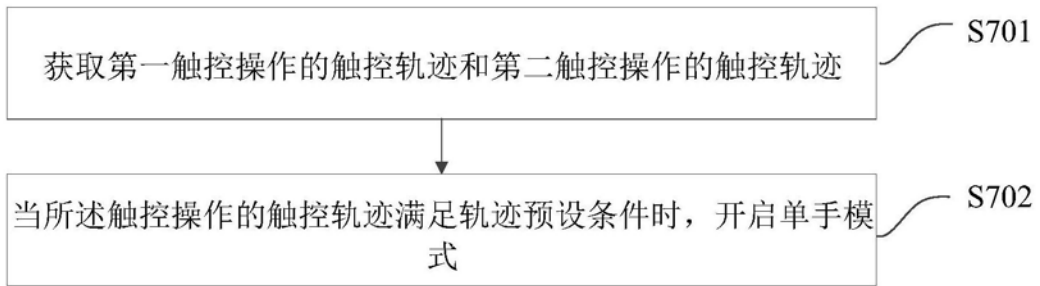 S701
获取第一触控操作的触控轨迹和第二触控操作的触控轨迹
S702
当所述触控操作的触控轨迹满足轨迹预设条件时，开启单手模
式